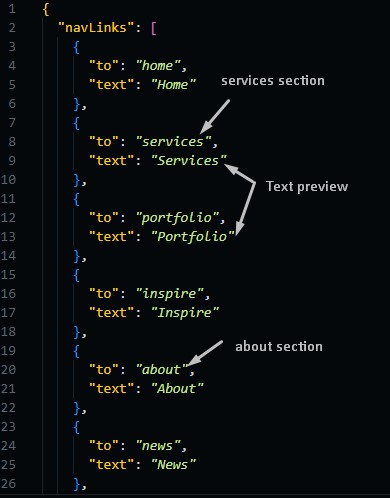 1 {
2 "navLinks": [
3 {
4 "to": "home",
5 "text": "Home"
6 },
7 {
8 "to": "services",
9 "text": "Services"
10 },
11 {
12 "to": "portfolio",
13 "text": "Portfolio"
14 },
15 {
16 "to": "inspire",
17 "text": "Inspire"
18 },
19 {
20 "to": "about",
21 "text": "About"
22 },
23 {
24 "to": "news",
25 "text": "News"
26 },
services section
Text preview
about section